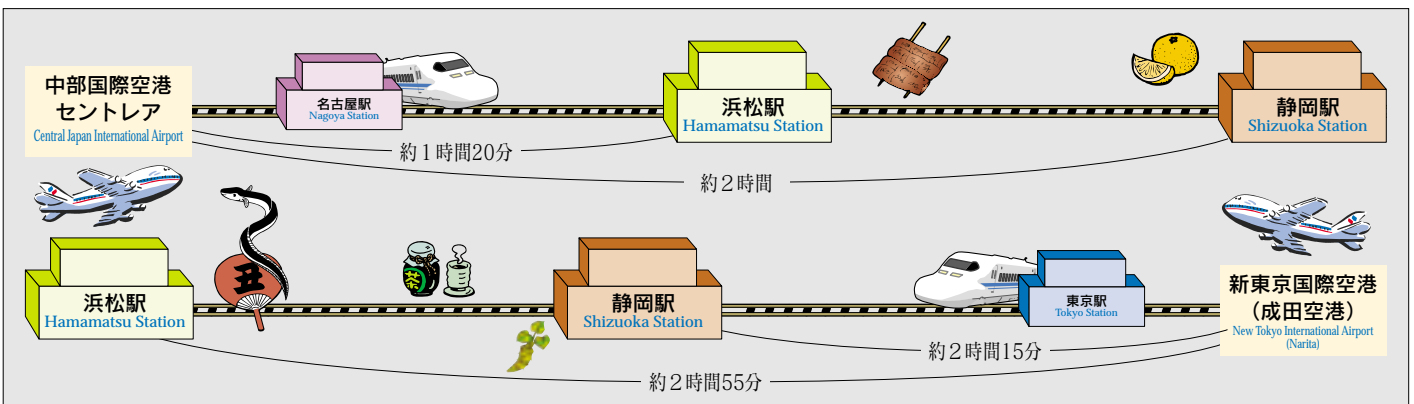 中部国際空港
セントレア
Central Japan International Airport
名古屋駅
Nagoya Station
浜松駅
Hamamatsu Station
静岡駅
Shizuoka Station
約1時間20分
約2時間
浜松駅
Hamamatsu Station
丑
茶
静岡駅
Shizuoka Station
東京駅
Tokyo Station
新東京国際空港
（成田空港）
New Tokyo International Airport
(Narita)
約2時間15分
約2時間55分